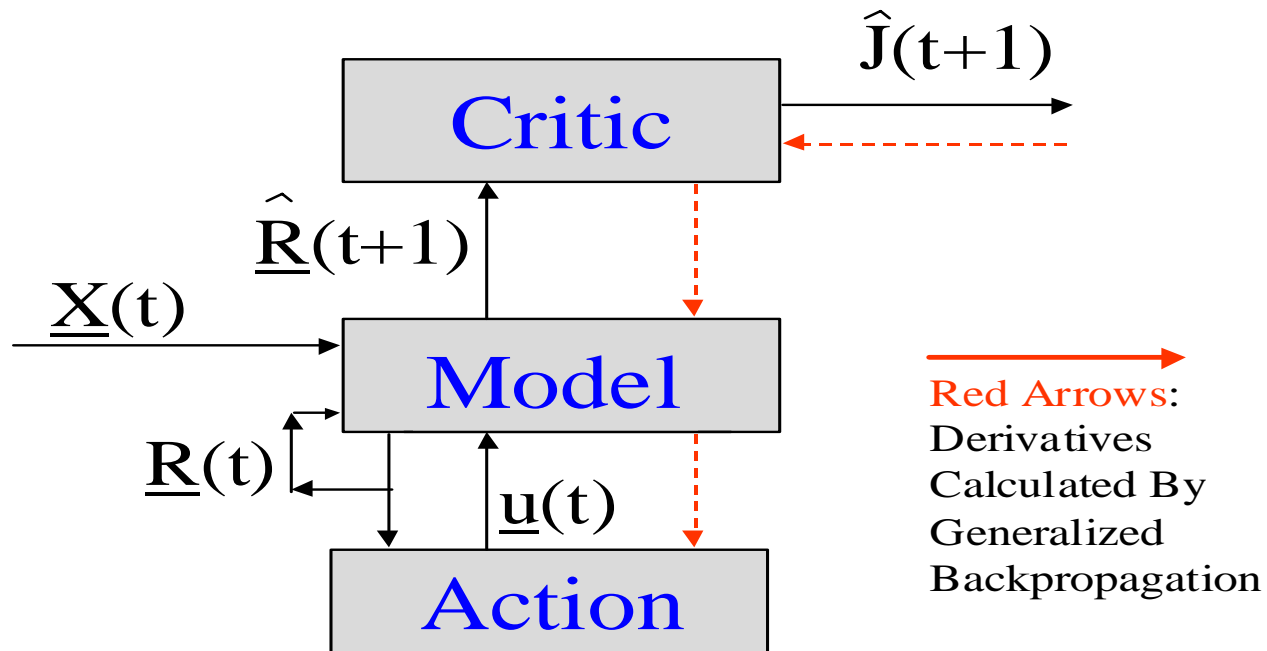 Ĵ(t+1)
Critic
R̲̂(t+1)
X̲(t)
Model
Red Arrows:
Derivatives
R̲(t)
Calculated By
u̲(t)
Generalized
Backpropagation
Action